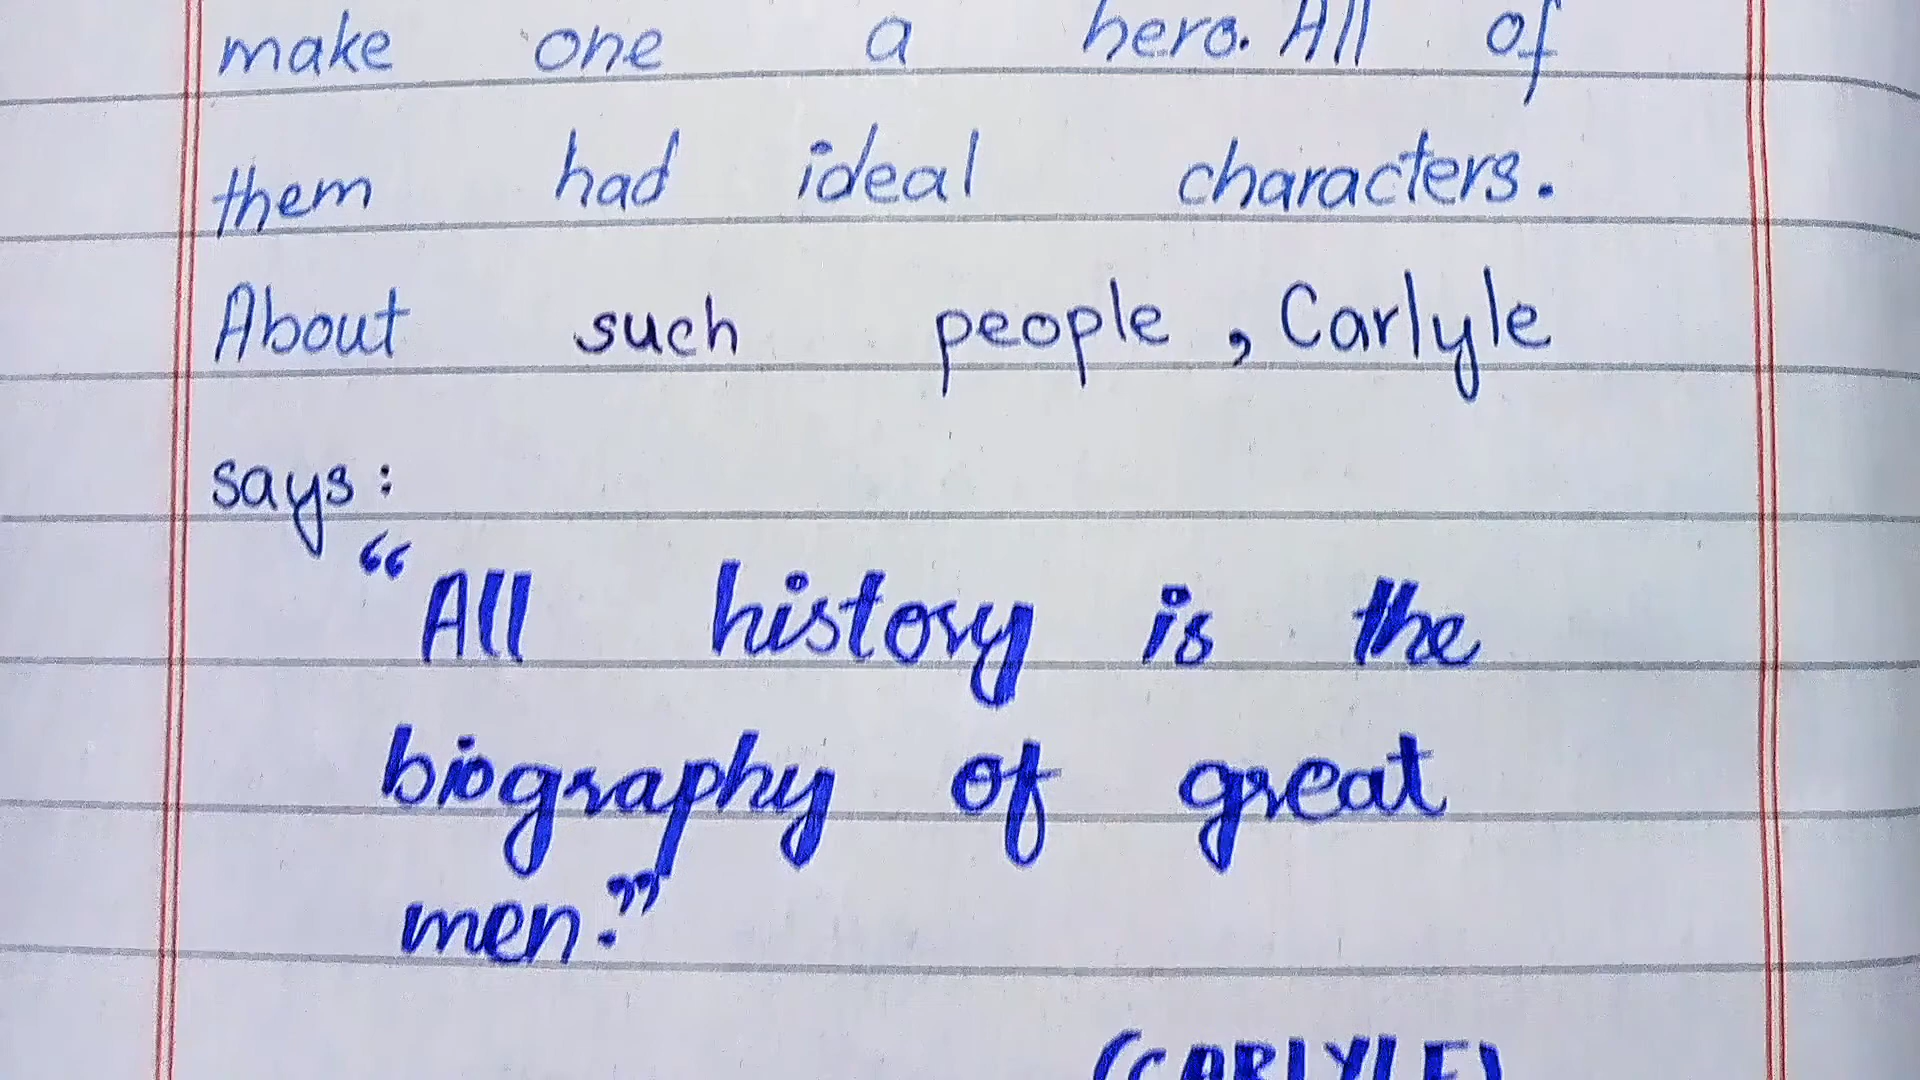 make one a hero. All of
them had ideal characters.
About such people, Carlyle
says:
“All history is the
biography of great
men.”
(CARLYLE)